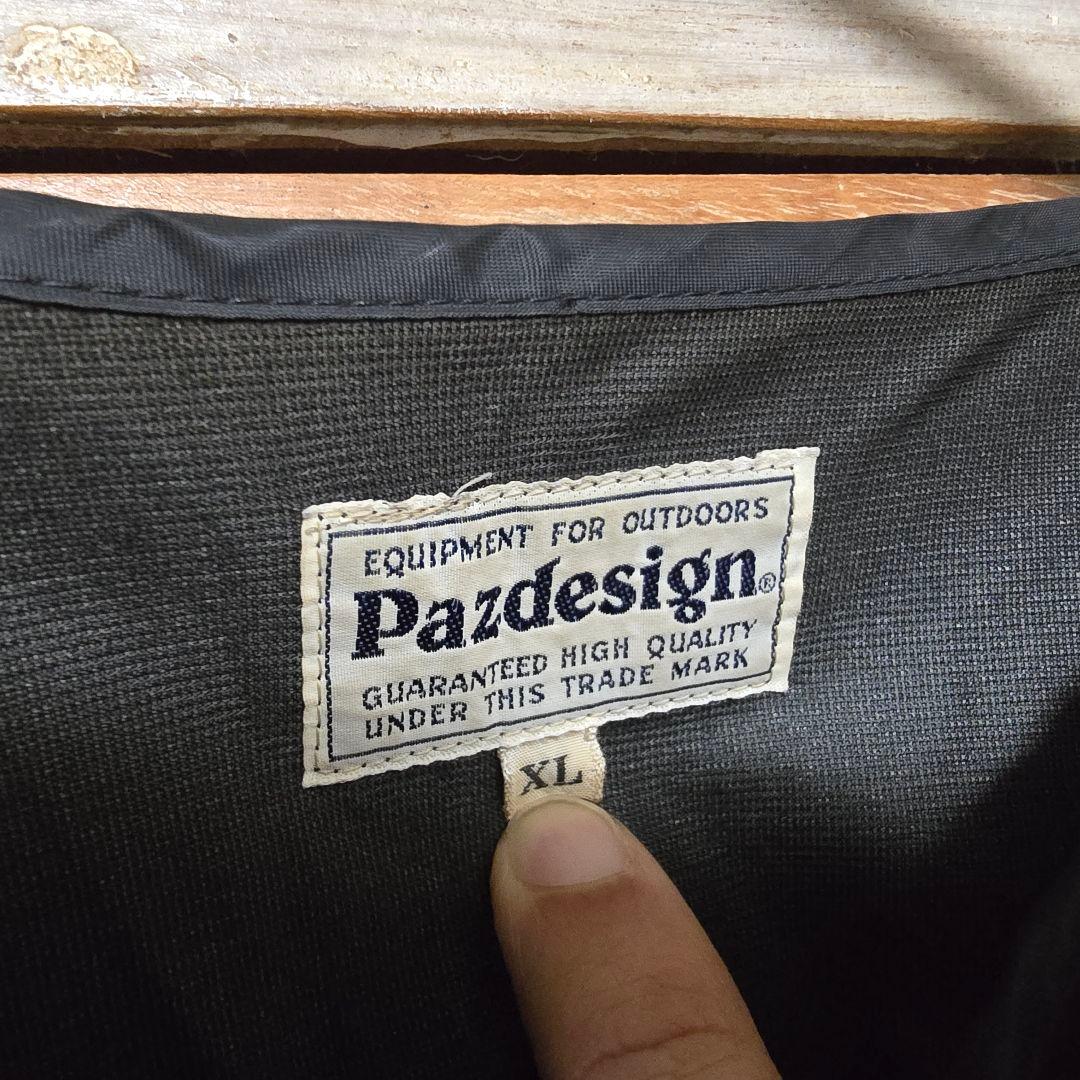 EQUIPMENT FOR OUTDOORS
Pazdesign®
GUARANTEED HIGH QUALITY
UNDER THIS TRADE MARK
XL